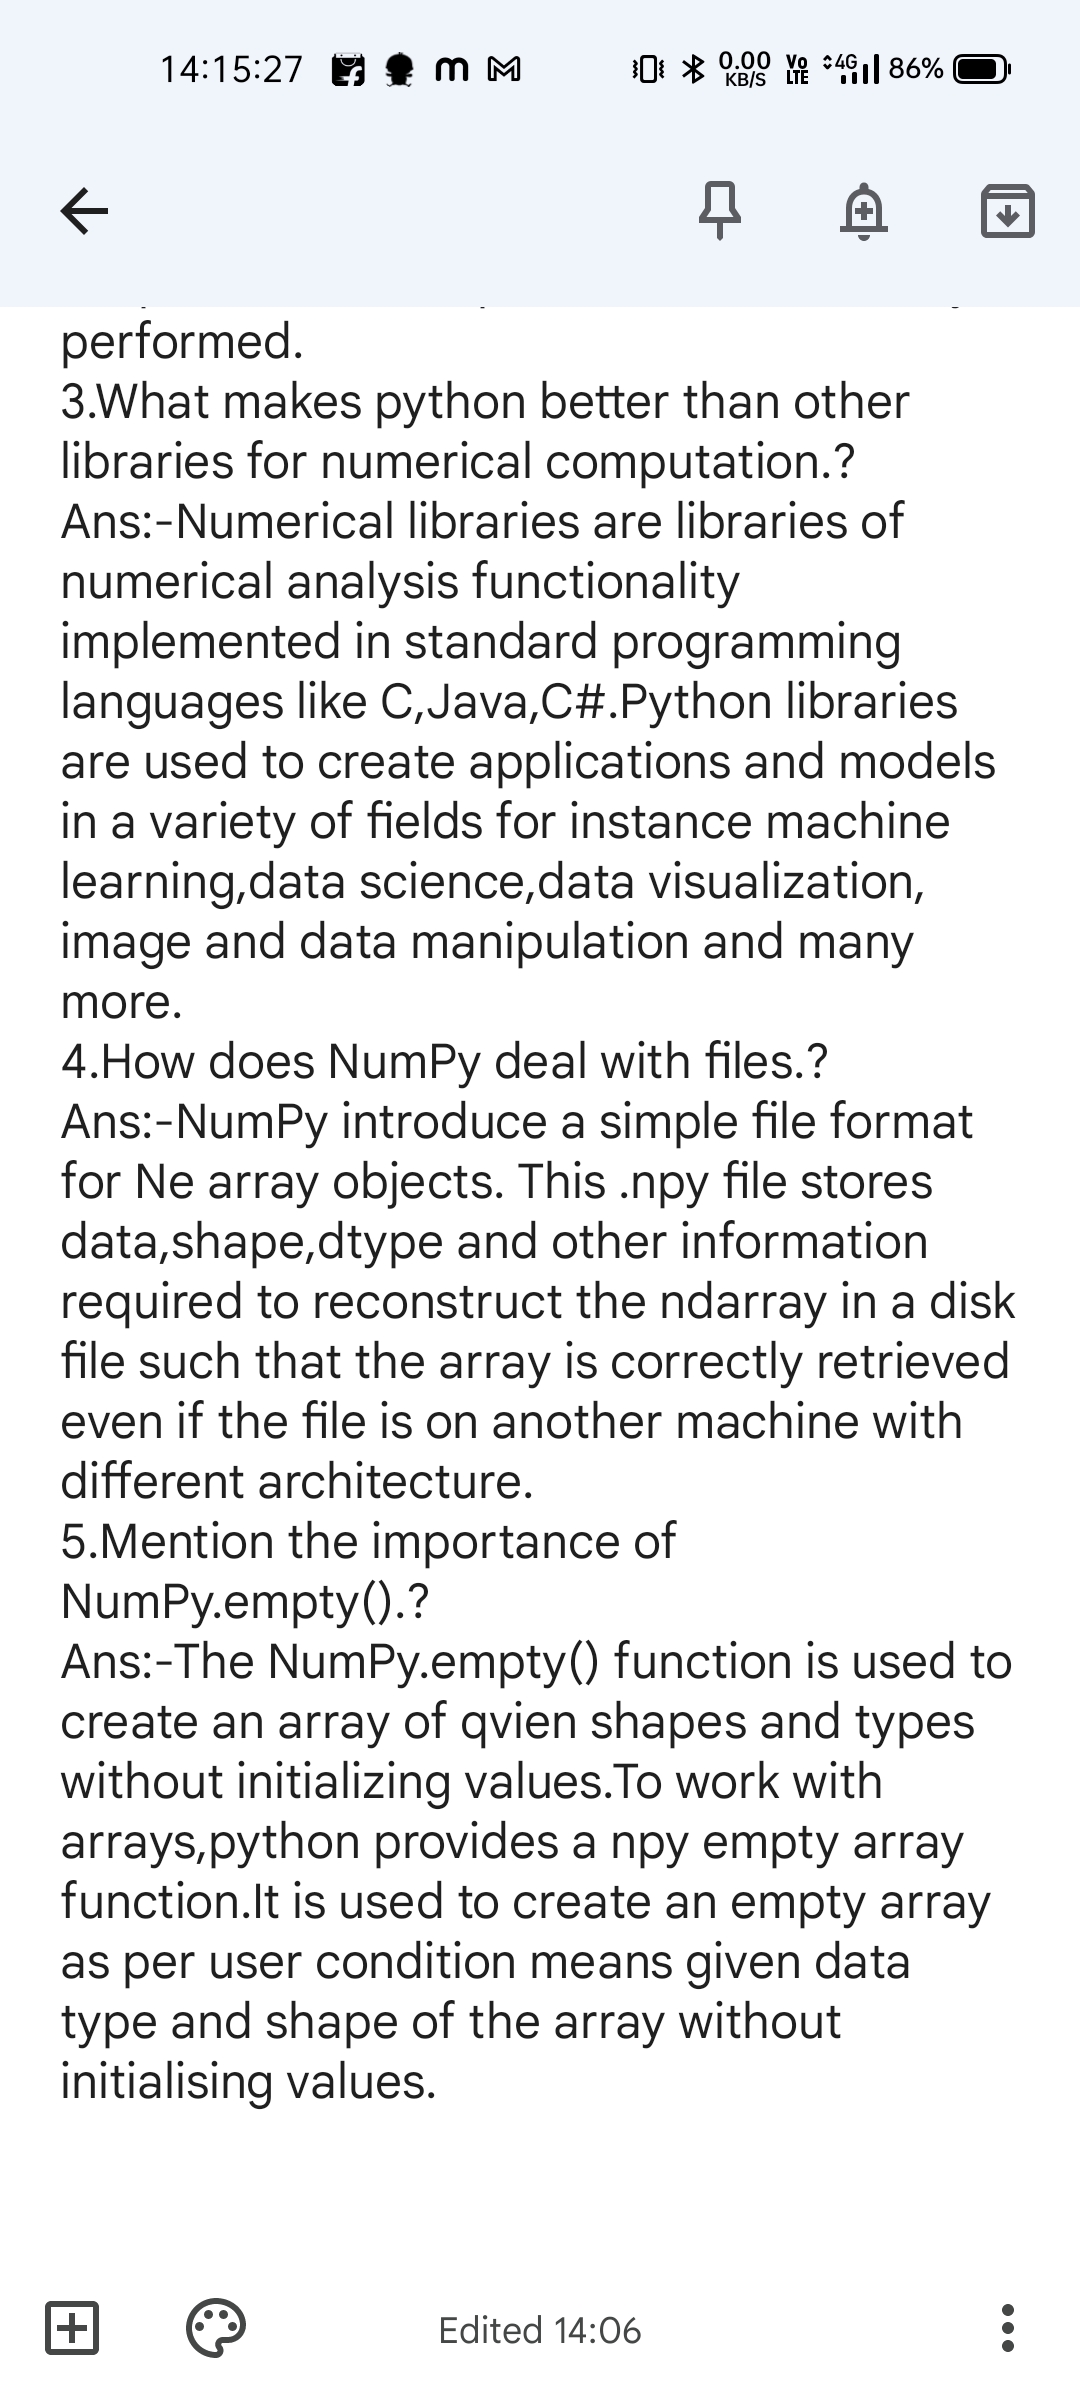 14:15:27 m M 0.00 KB/S Vo LTE 4G 86%
performed.
3.What makes python better than other
libraries for numerical computation.?
Ans:-Numerical libraries are libraries of
numerical analysis functionality
implemented in standard programming
languages like C,Java,C#.Python libraries
are used to create applications and models
in a variety of fields for instance machine
learning,data science,data visualization,
image and data manipulation and many
more.
4.How does NumPy deal with files.?
Ans:-NumPy introduce a simple file format
for Ne array objects. This .npy file stores
data,shape,dtype and other information
required to reconstruct the ndarray in a disk
file such that the array is correctly retrieved
even if the file is on another machine with
different architecture.
5.Mention the importance of
NumPy.empty().?
Ans:-The NumPy.empty() function is used to
create an array of qvien shapes and types
without initializing values.To work with
arrays,python provides a npy empty array
function.It is used to create an empty array
as per user condition means given data
type and shape of the array without
initialising values.
Edited 14:06